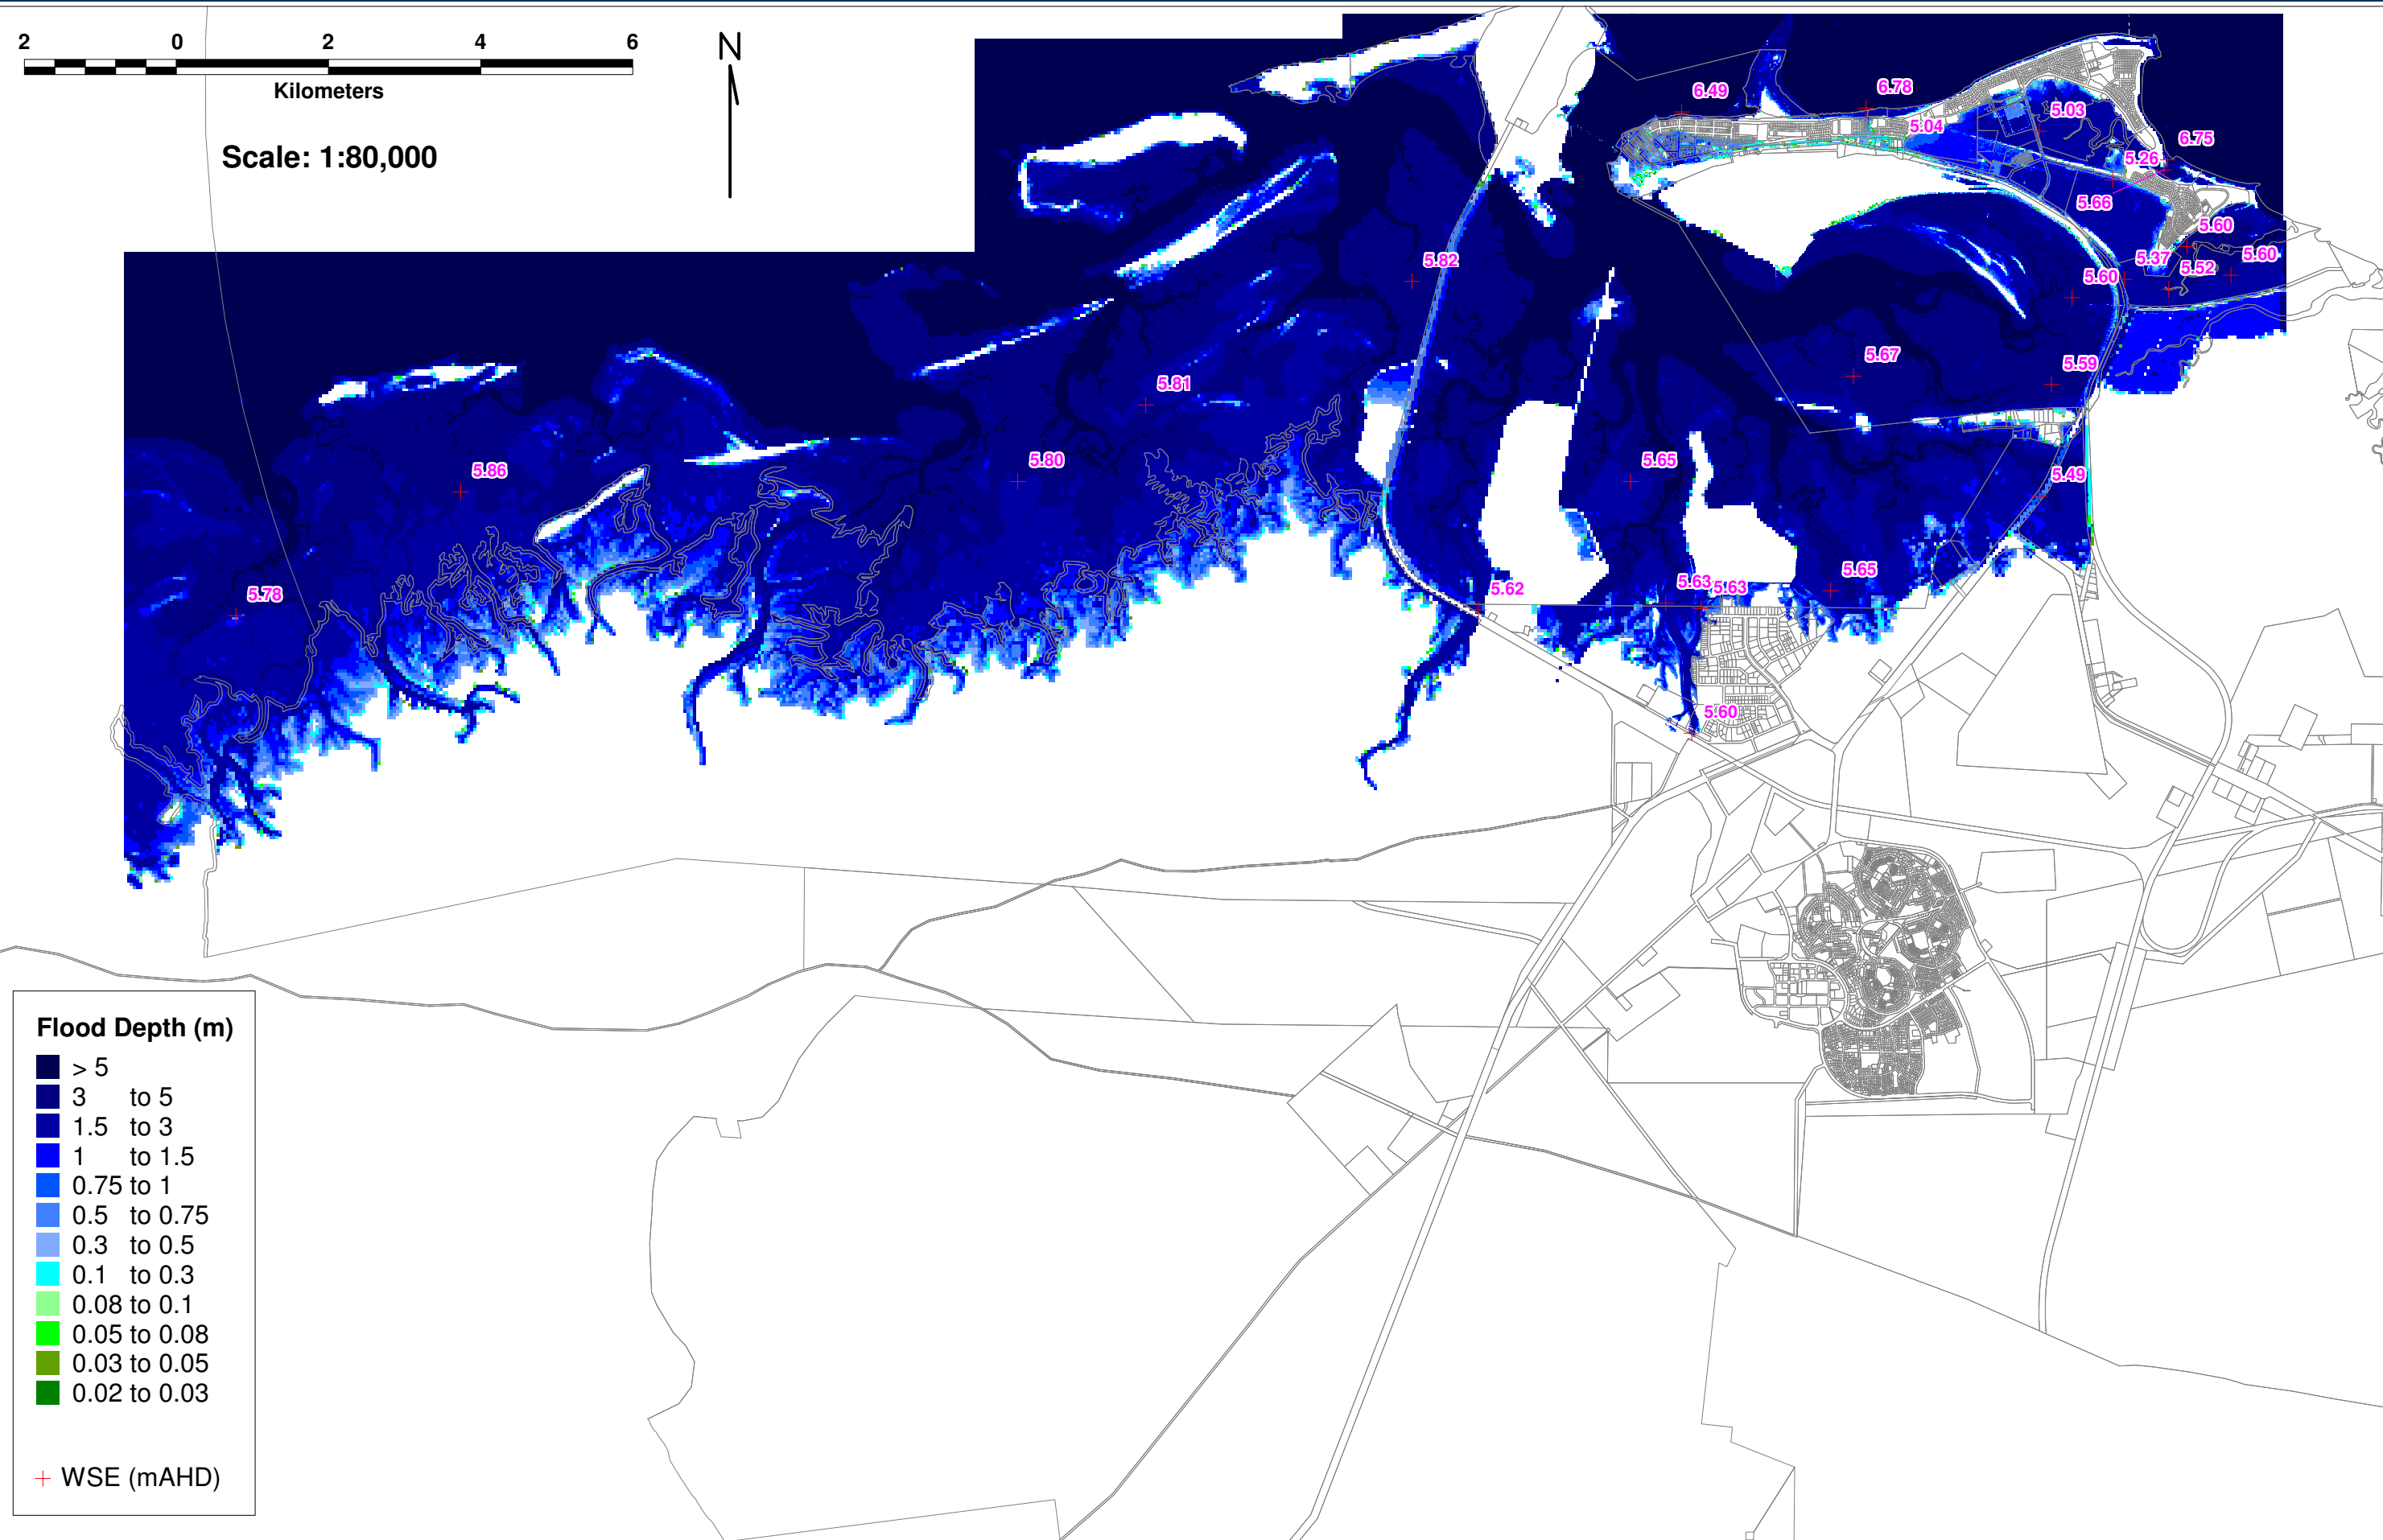 2 0 2 4 6
Kilometers
Scale: 1:80,000
N
6.49
6.78
5.03
5.04
6.75
5.26
5.66
5.60
5.37
5.60
5.52
5.60
5.82
5.67
5.59
5.81
5.86
5.80
5.65
5.49
5.78
5.62
5.63
5.63
5.65
5.60
Flood Depth (m)
> 5
3 to 5
1.5 to 3
1 to 1.5
0.75 to 1
0.5 to 0.75
0.3 to 0.5
0.1 to 0.3
0.08 to 0.1
0.05 to 0.08
0.03 to 0.05
0.02 to 0.03
+ WSE (mAHD)